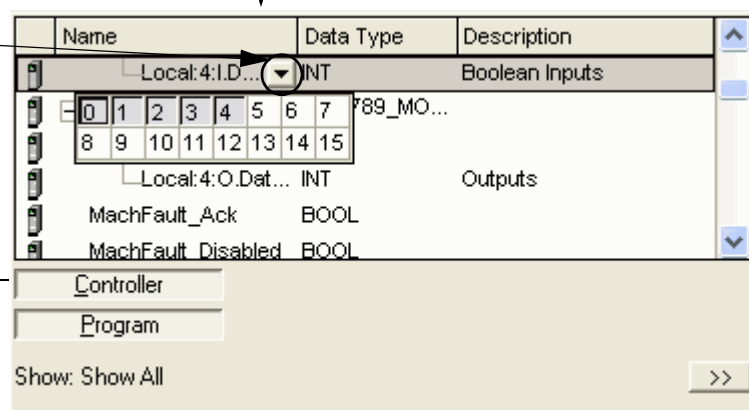 Name Data Type Description
Local:4:I.D... INT Boolean Inputs
0 1 2 3 4 5 6 7 789_MO...
8 9 10 11 12 13 14 15
Local:4:O.Dat... INT Outputs
MachFault_Ack BOOL
MachFault_Disabled BOOL
Controller
Program
Show: Show All >>